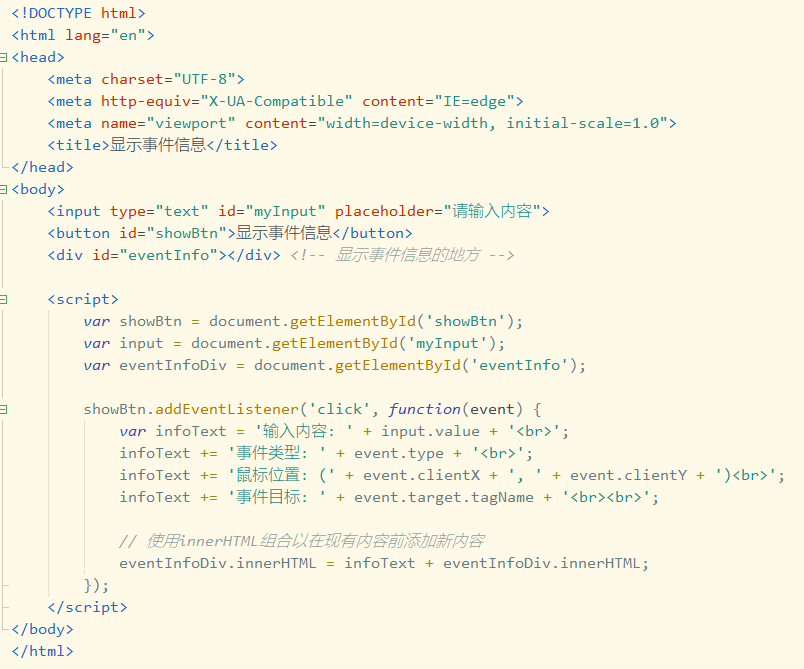 <!DOCTYPE html>
<html lang="en">
<head>
    <meta charset="UTF-8">
    <meta http-equiv="X-UA-Compatible" content="IE=edge">
    <meta name="viewport" content="width=device-width, initial-scale=1.0">
    <title>显示事件信息</title>
</head>
<body>
    <input type="text" id="myInput" placeholder="请输入内容">
    <button id="showBtn">显示事件信息</button>
    <div id="eventInfo"></div> <!-- 显示事件信息的地方 -->

    <script>
        var showBtn = document.getElementById('showBtn');
        var input = document.getElementById('myInput');
        var eventInfoDiv = document.getElementById('eventInfo');

        showBtn.addEventListener('click', function(event) {
            var infoText = '输入内容: ' + input.value + '<br>';
            infoText += '事件类型: ' + event.type + '<br>';
            infoText += '鼠标位置: (' + event.clientX + ', ' + event.clientY + ')<br>';
            infoText += '事件目标: ' + event.target.tagName + '<br><br>';

            // 使用innerHTML组合以在现有内容前添加新内容
            eventInfoDiv.innerHTML = infoText + eventInfoDiv.innerHTML;
        });
    </script>
</body>
</html>